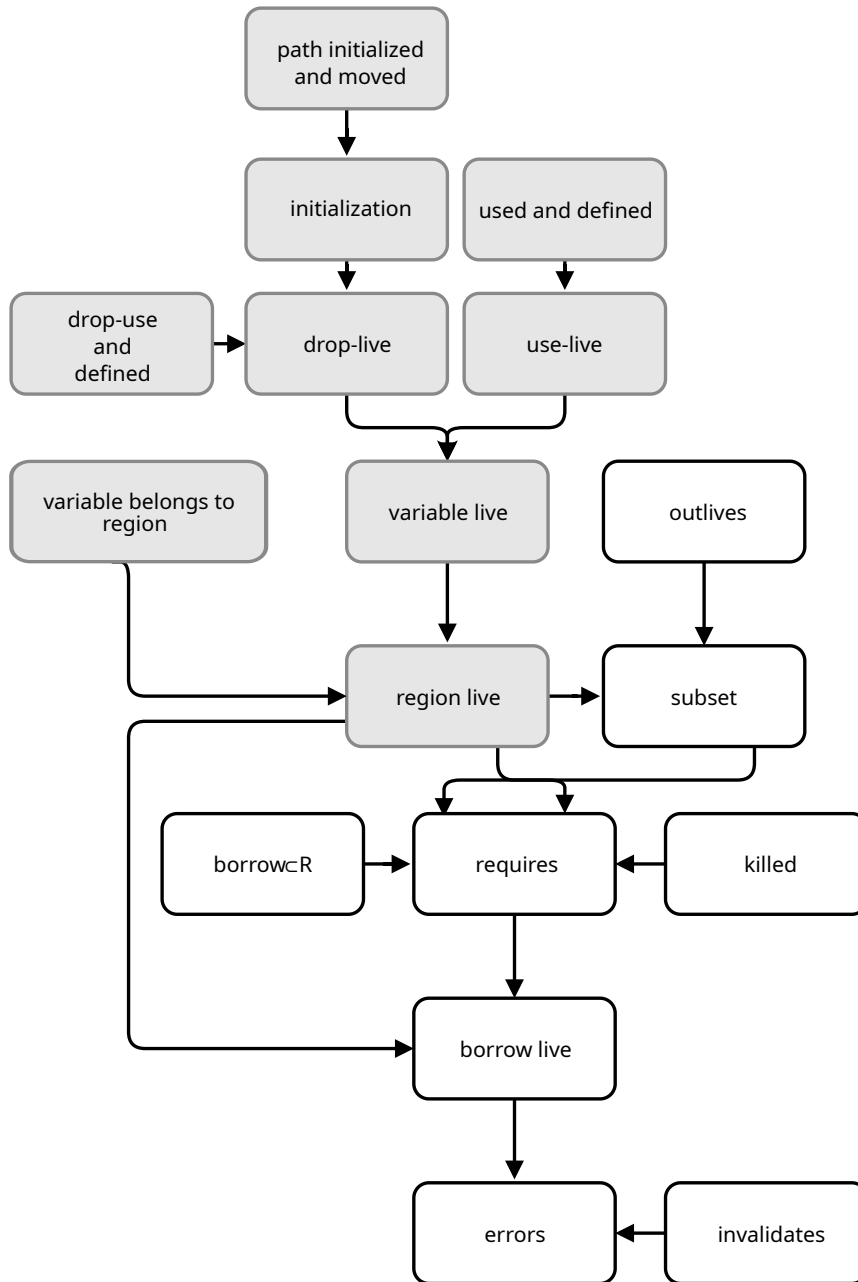 path initialized
and moved
initialization
used and defined
drop-use
and
defined
drop-live
use-live
variable belongs to
region
variable live
outlives
region live
subset
borrow⊂R
requires
killed
borrow live
errors
invalidates